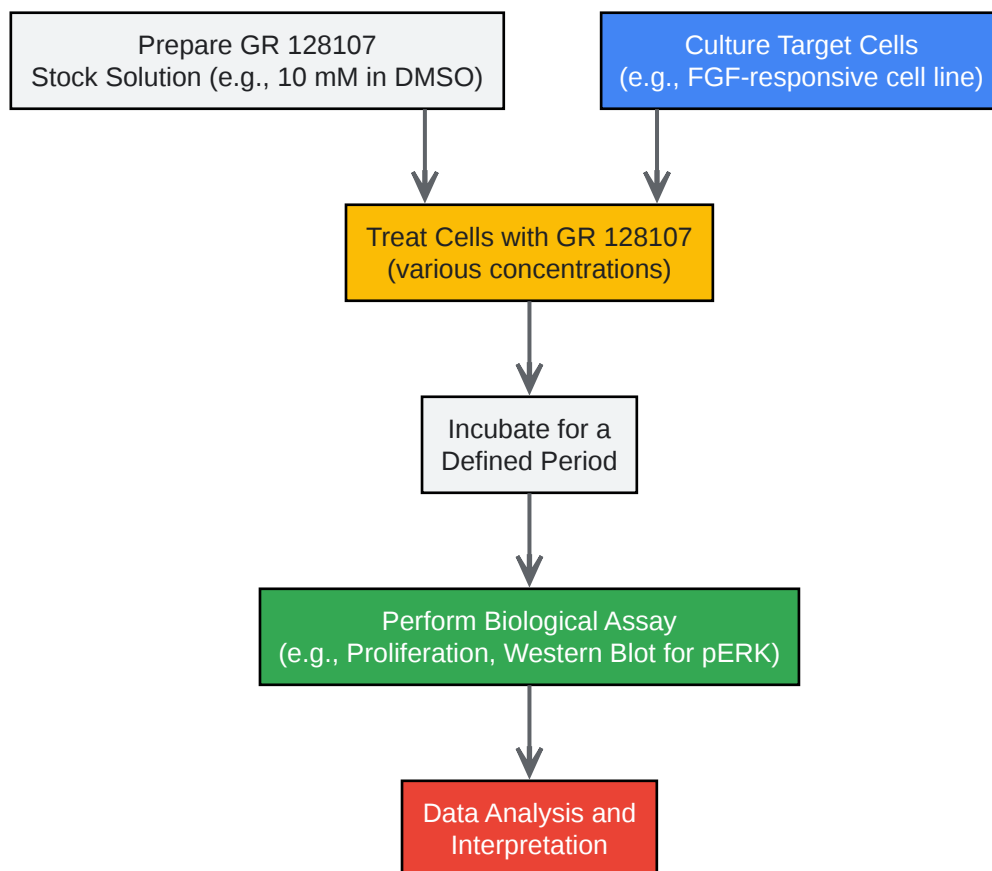 Prepare GR 128107
Stock Solution (e.g., 10 mM in DMSO)
Culture Target Cells
(e.g., FGF-responsive cell line)
Treat Cells with GR 128107
(various concentrations)
Incubate for a
Defined Period
Perform Biological Assay
(e.g., Proliferation, Western Blot for pERK)
Data Analysis and
Interpretation